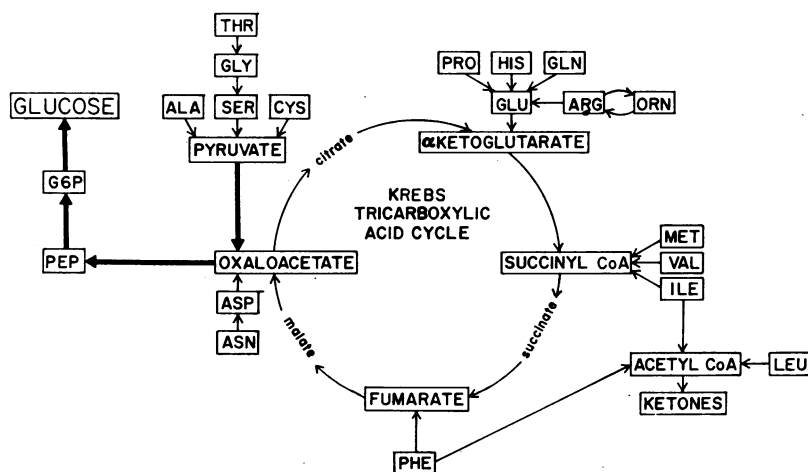 THR
GLY
ALA
SER
CYS
PYRUVATE
GLUCOSE
G6P
PEP
OXALOACETATE
ASP
ASN
citrate
KREBS
TRICARBOXYLIC
ACID CYCLE
PRO
HIS
GLN
GLU
ARG
ORN
αKETOGLUTARATE
SUCCINYL CoA
MET
VAL
ILE
succinate
malate
FUMARATE
PHE
ACETYL CoA
LEU
KETONES